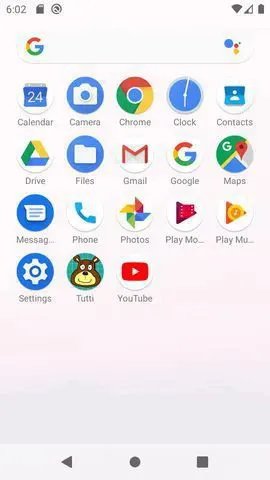 6:02
24
Calendar Camera Chrome Clock Contacts
Drive Files Gmail Google Maps
Messag... Phone Photos Play Mo... Play Mu...
Settings Tutti YouTube